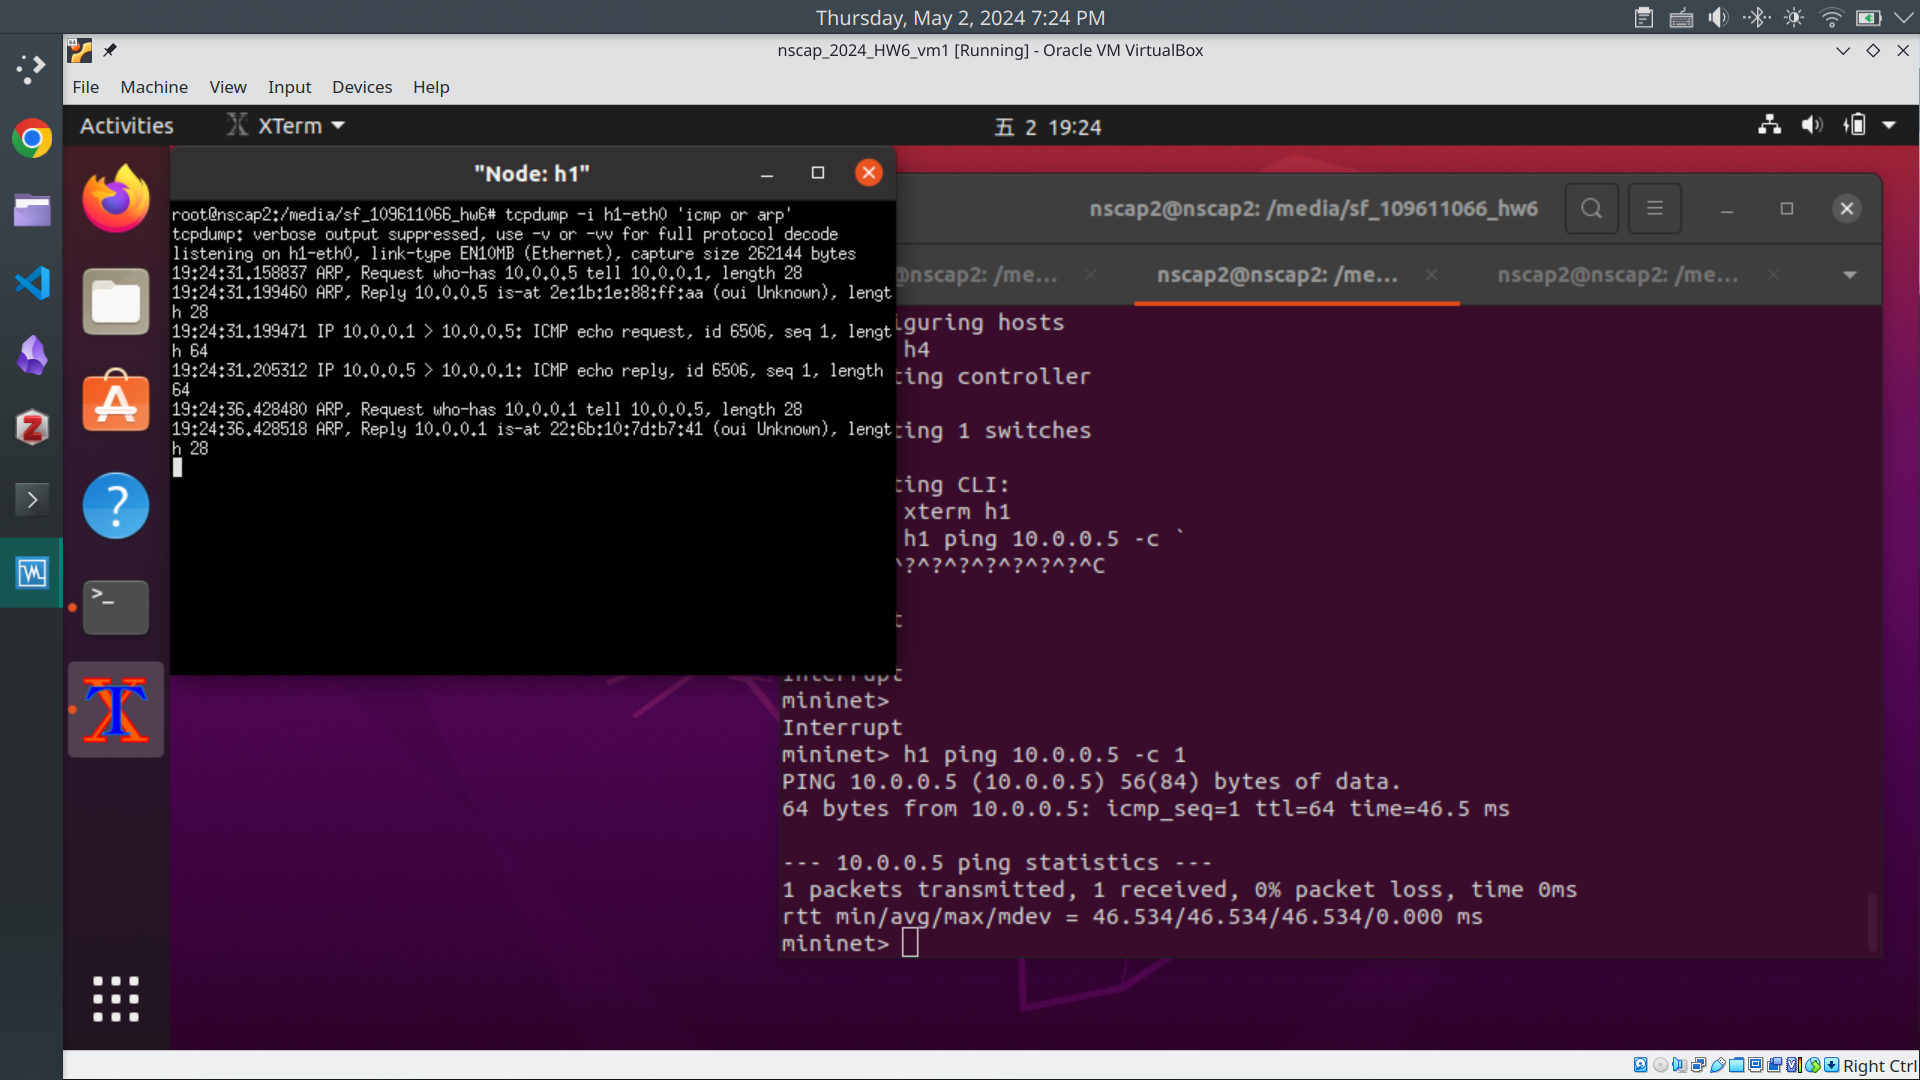 Thursday, May 2, 2024 7:24 PM
nscap_2024_HW6_vm1 [Running] - Oracle VM VirtualBox
File Machine View Input Devices Help
Activities XTerm 五 2 19:24
"Node: h1"
root@nscap2:/media/sf_109611066_hw6# tcpdump -i h1-eth0 'icmp or arp'
tcpdump: verbose output suppressed, use -v or -vv for full protocol decode
listening on h1-eth0, link-type EN10MB (Ethernet), capture size 262144 bytes
19:24:31.158837 ARP, Request who-has 10.0.0.5 tell 10.0.0.1, length 28
19:24:31.199460 ARP, Reply 10.0.0.5 is-at 2e:1b:1e:88:ff:aa (oui Unknown), lengt
h 28
19:24:31.199471 IP 10.0.0.1 > 10.0.0.5: ICMP echo request, id 6506, seq 1, lengt
h 64
19:24:31.205312 IP 10.0.0.5 > 10.0.0.1: ICMP echo reply, id 6506, seq 1, length
64
19:24:36.428480 ARP, Request who-has 10.0.0.1 tell 10.0.0.5, length 28
19:24:36.428518 ARP, Reply 10.0.0.1 is-at 22:6b:10:7d:b7:41 (oui Unknown), lengt
h 28
nscap2@nscap2: /media/sf_109611066_hw6
@nscap2: /me... nscap2@nscap2: /me... nscap2@nscap2: /me...
iguring hosts
h4
ting controller
ting 1 switches
ting CLI:
xterm h1
h1 ping 10.0.0.5 -c `
^?^?^?^?^?^?^?^C
t
Interrupt
mininet>
Interrupt
mininet> h1 ping 10.0.0.5 -c 1
PING 10.0.0.5 (10.0.0.5) 56(84) bytes of data.
64 bytes from 10.0.0.5: icmp_seq=1 ttl=64 time=46.5 ms
--- 10.0.0.5 ping statistics ---
1 packets transmitted, 1 received, 0% packet loss, time 0ms
rtt min/avg/max/mdev = 46.534/46.534/46.534/0.000 ms
mininet>
Right Ctrl